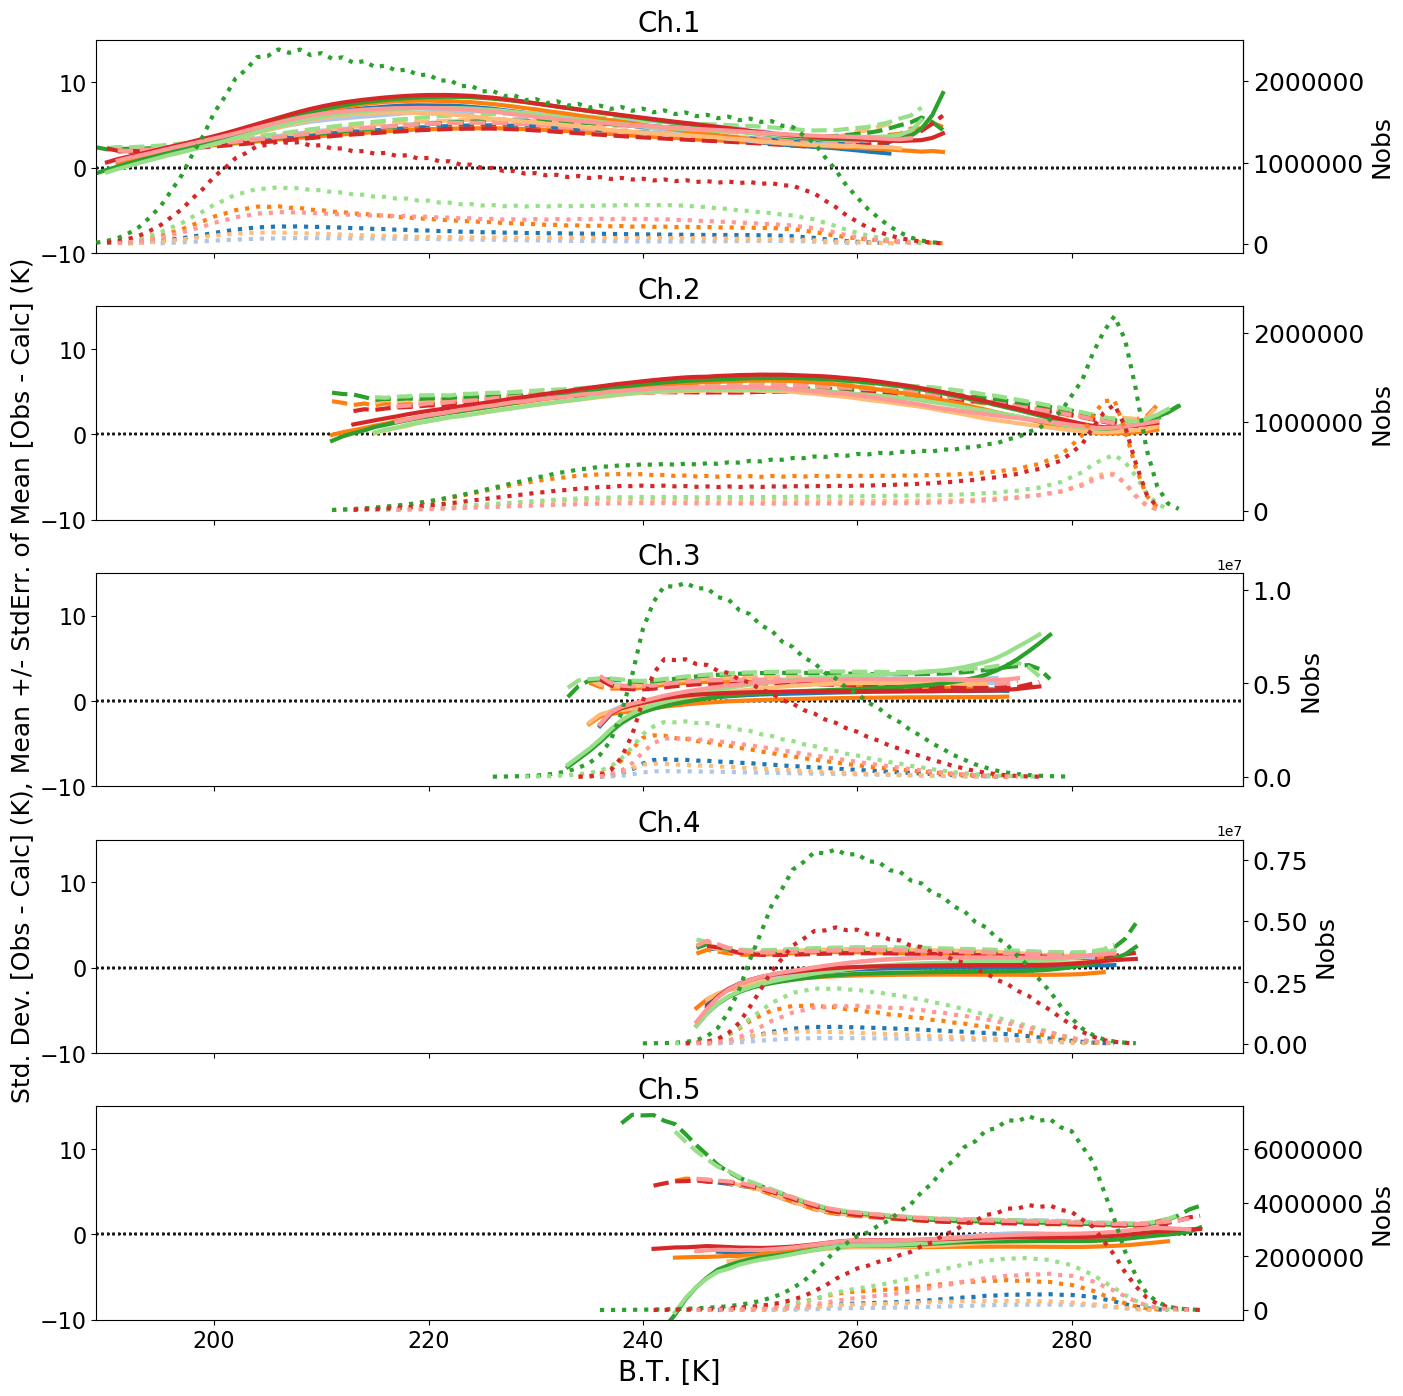 Ch.1
10
0
−10
2000000
1000000
0
Nobs
Ch.2
10
0
−10
2000000
1000000
0
Nobs
Ch.3
1e7
10
0
−10
1.0
0.5
0.0
Nobs
Ch.4
1e7
10
0
−10
0.75
0.50
0.25
0.00
Nobs
Ch.5
10
0
−10
6000000
4000000
2000000
0
Nobs
200 220 240 260 280
B.T. [K]
Std. Dev. [Obs - Calc] (K), Mean +/- StdErr. of Mean [Obs - Calc] (K)